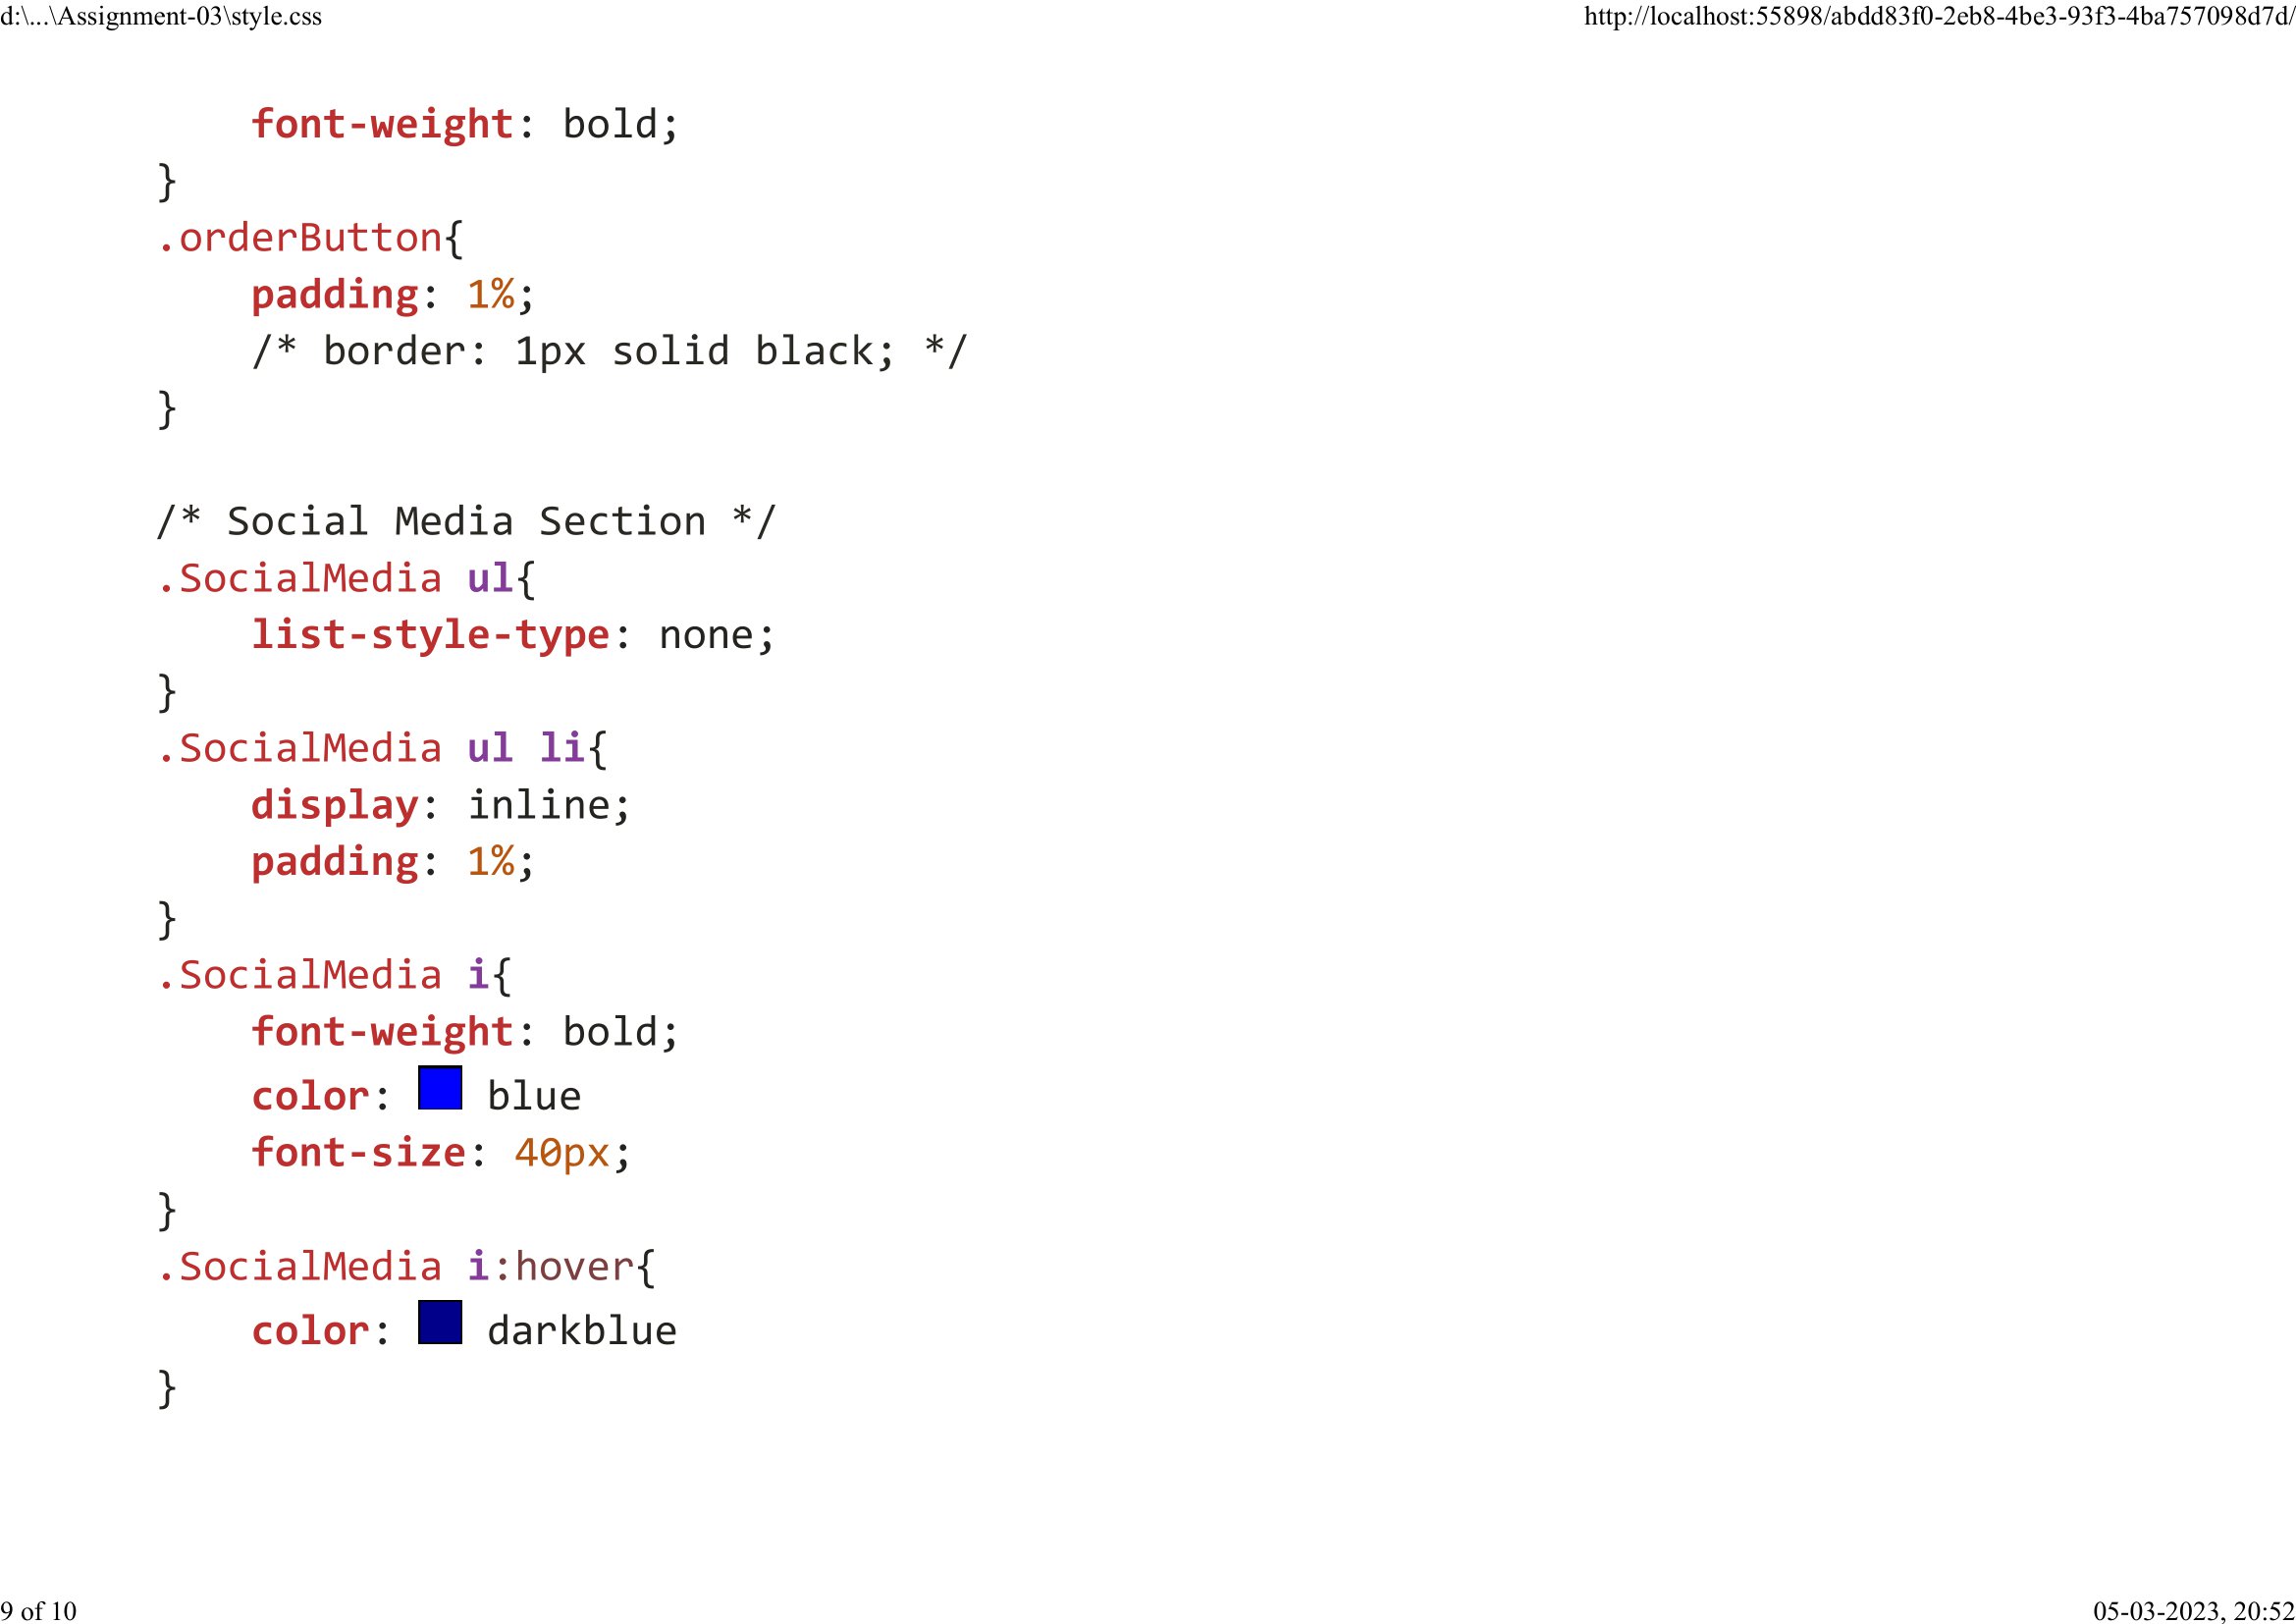 d:\...\Assignment-03\style.css
http://localhost:55898/abdd83f0-2eb8-4be3-93f3-4ba757098d7d/
font-weight: bold;
}
.orderButton{
padding: 1%;
/* border: 1px solid black; */
}
/* Social Media Section */
.SocialMedia ul{
list-style-type: none;
}
.SocialMedia ul li{
display: inline;
padding: 1%;
}
.SocialMedia i{
font-weight: bold;
color: blue
font-size: 40px;
}
.SocialMedia i:hover{
color: darkblue
}
9 of 10
05-03-2023, 20:52